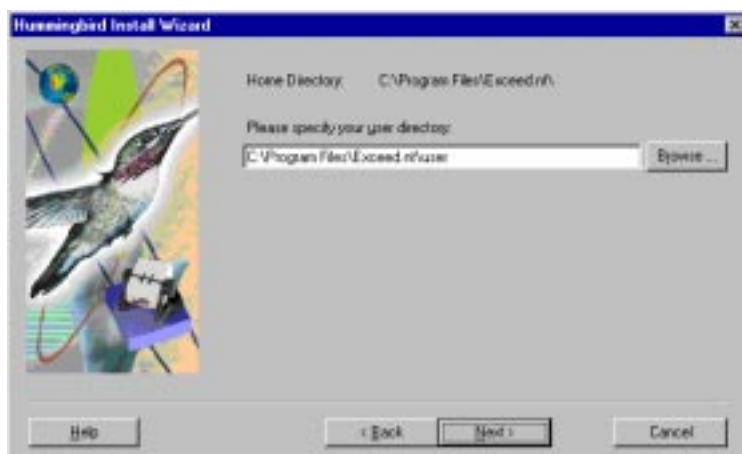 Hummingbird Install Wizard
Home Directory: C:\Program Files\Exceed.nt\
Please specify your user directory:
C:\Program Files\Exceed.nt\user
Browse ...
Help
< Back
Next >
Cancel